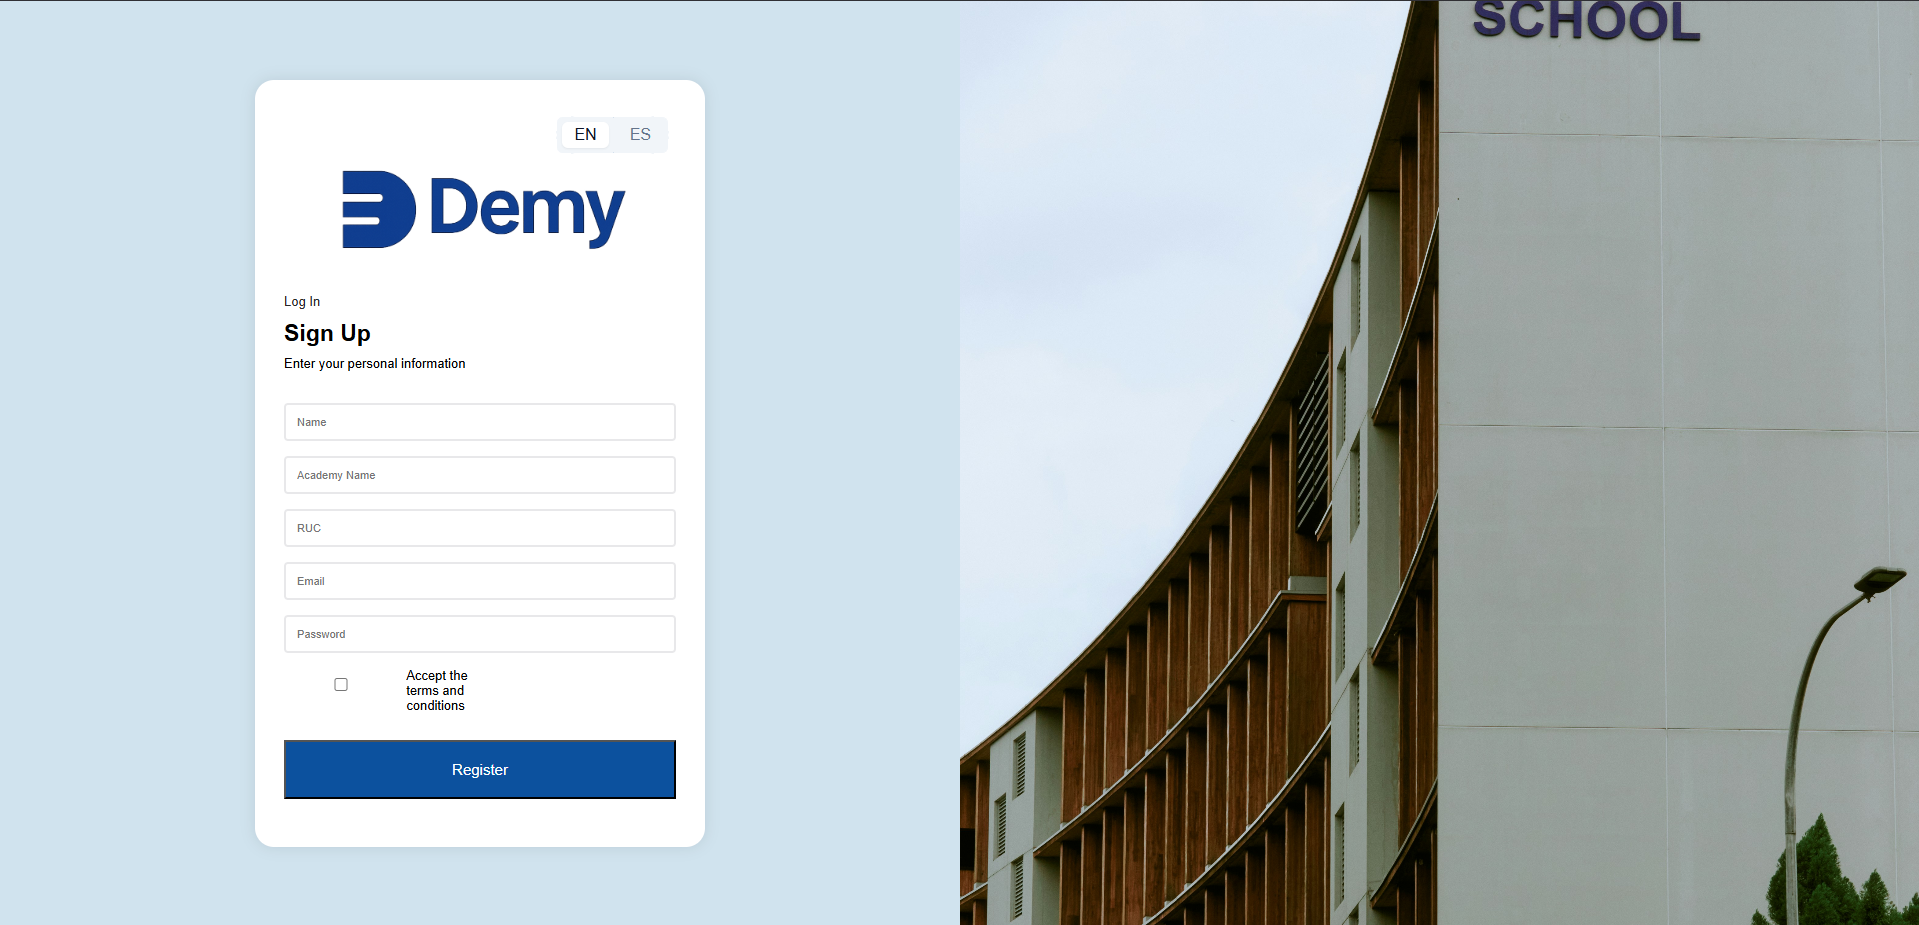 EN ES
Demy
Log In
Sign Up
Enter your personal information
Name
Academy Name
RUC
Email
Password
Accept the
terms and
conditions
Register
SCHOOL